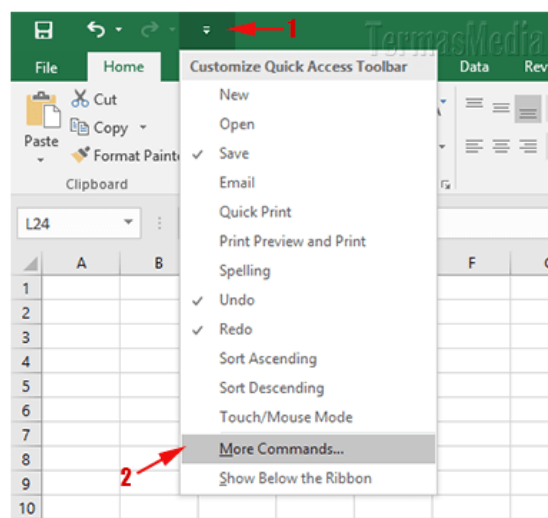 1
TermasMedia
File Home Data Rev
Customize Quick Access Toolbar
New
Open
Save
Email
Quick Print
Print Preview and Print
Spelling
Undo
Redo
Sort Ascending
Sort Descending
Touch/Mouse Mode
More Commands...
Show Below the Ribbon
2
Paste
Cut
Copy
Format Painte
Clipboard
L24
A B F
1
2
3
4
5
6
7
8
9
10